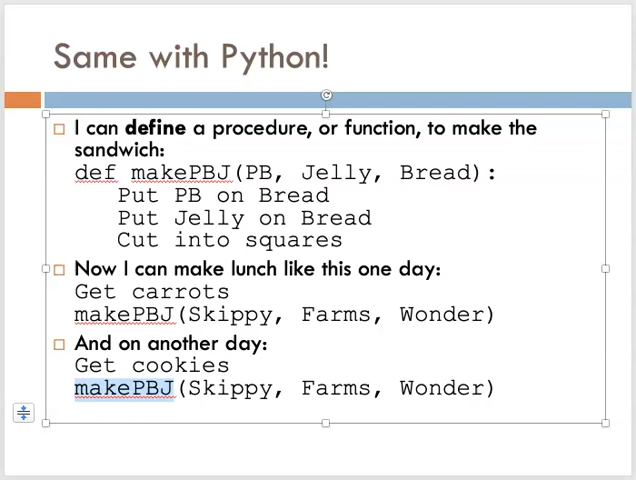 Same with Python!
I can define a procedure, or function, to make the
sandwich:
def makePBJ(PB, Jelly, Bread):
Put PB on Bread
Put Jelly on Bread
Cut into squares
Now I can make lunch like this one day:
Get carrots
makePBJ(Skippy, Farms, Wonder)
And on another day:
Get cookies
makePBJ(Skippy, Farms, Wonder)